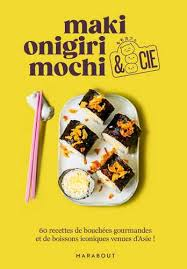 maki
onigiri
mochi
&CIE
60 recettes de bouchées gourmandes
et de boissons iconiques venues d'Asie !
MARABOUT